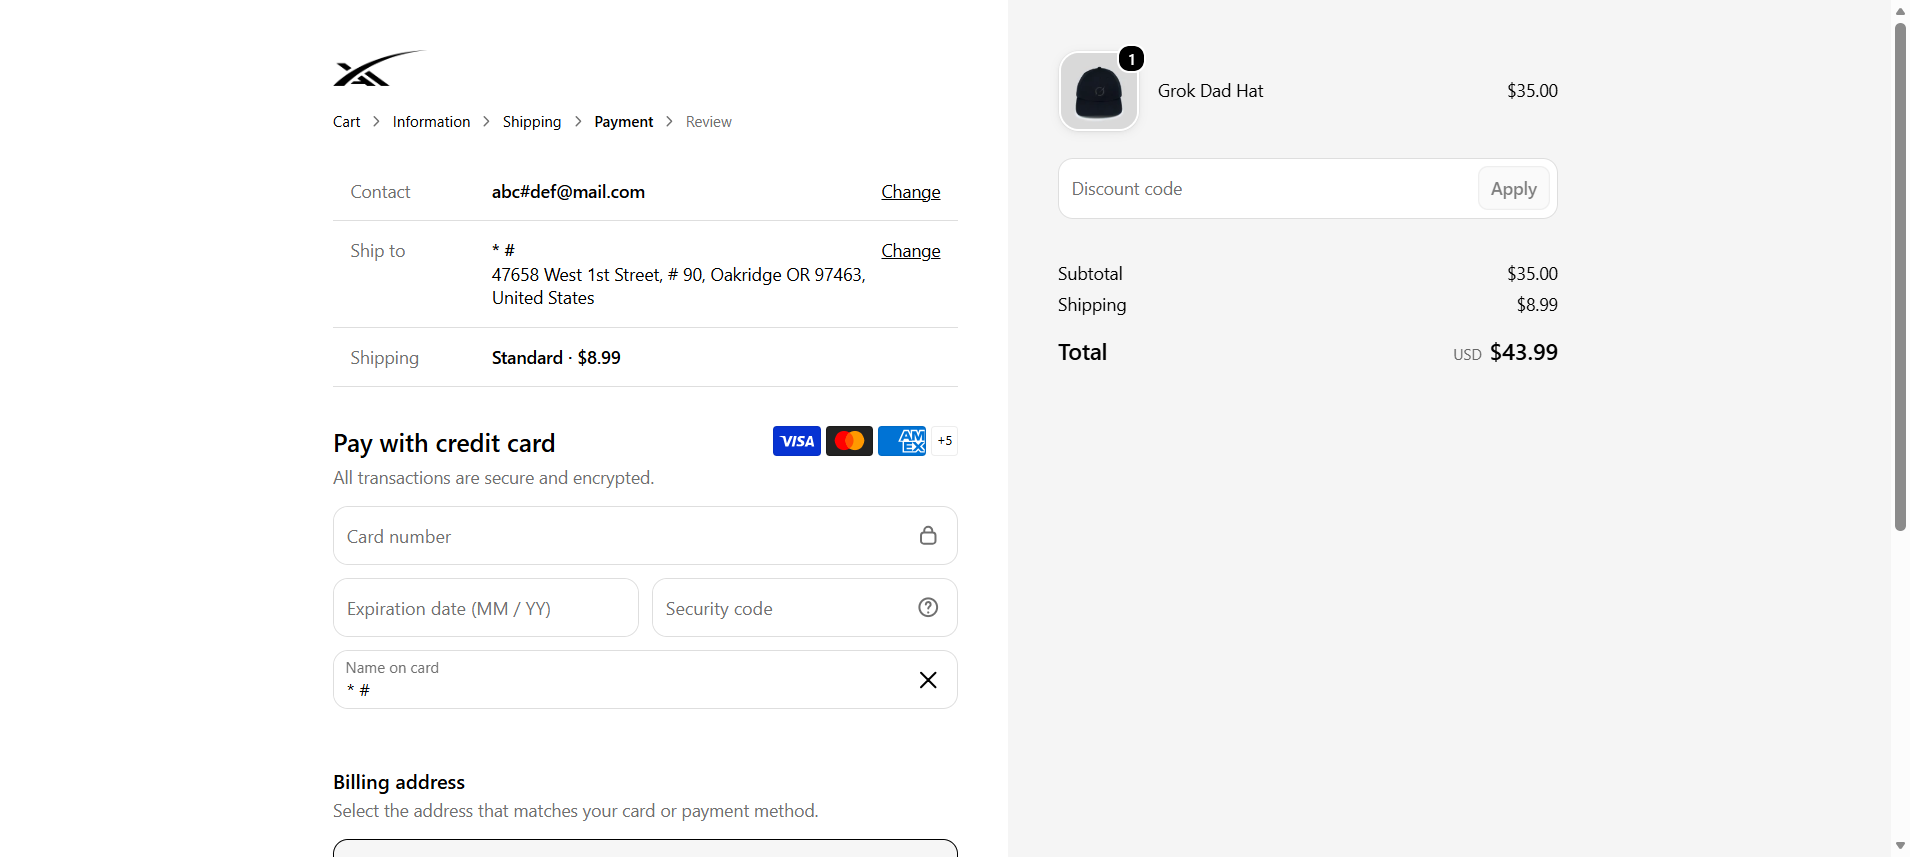 Cart > Information > Shipping > Payment > Review
Contact
abc#def@mail.com
Change
Ship to
* #
Change
47658 West 1st Street, # 90, Oakridge OR 97463,
United States
Shipping
Standard · $8.99
Pay with credit card
VISA
AM
EX
+5
All transactions are secure and encrypted.
Card number
Expiration date (MM / YY)
Security code
Name on card
* #
Billing address
Select the address that matches your card or payment method.
1
Grok Dad Hat
$35.00
Discount code
Apply
Subtotal
$35.00
Shipping
$8.99
Total
USD $43.99